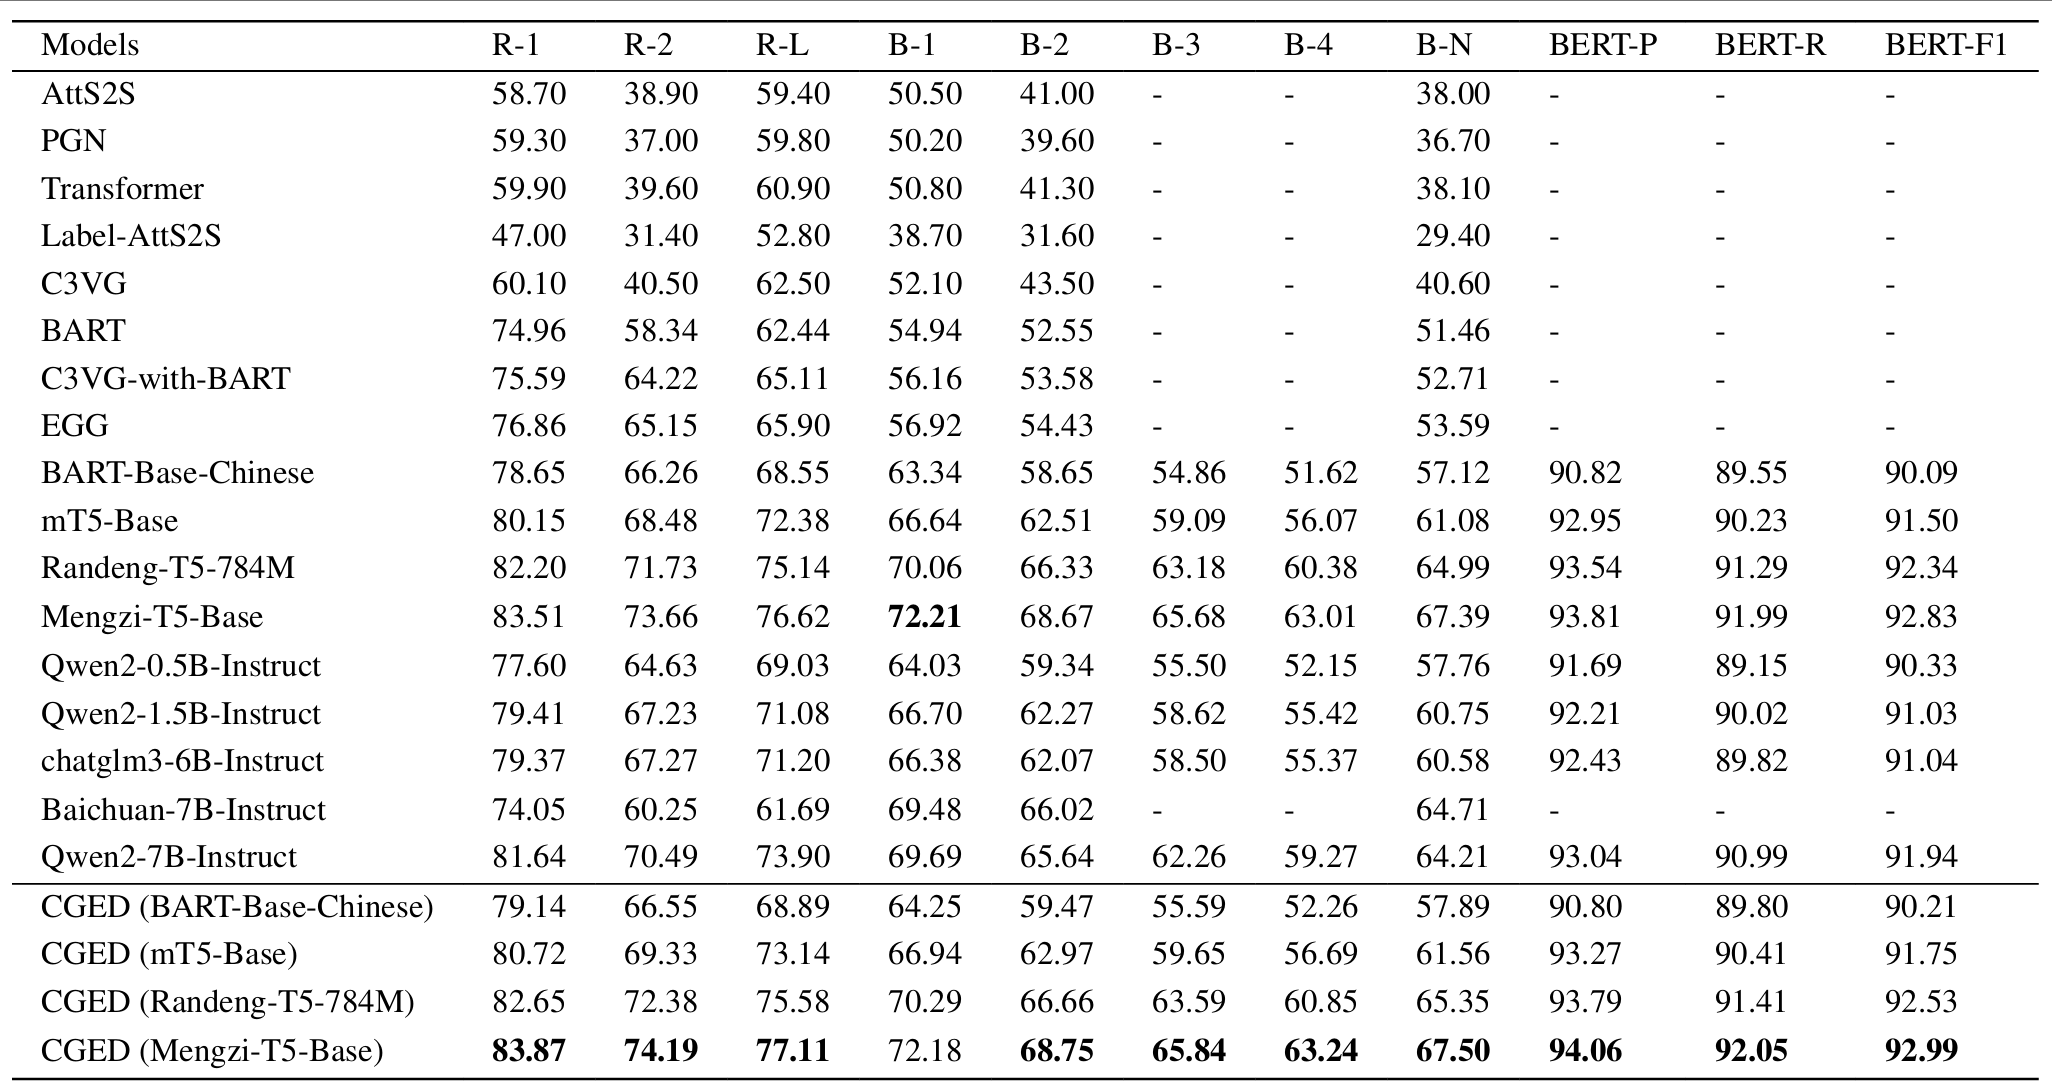 Models R-1 R-2 R-L B-1 B-2 B-3 B-4 B-N BERT-P BERT-R BERT-F1
AttS2S 58.70 38.90 59.40 50.50 41.00 - - 38.00 - - -
PGN 59.30 37.00 59.80 50.20 39.60 - - 36.70 - - -
Transformer 59.90 39.60 60.90 50.80 41.30 - - 38.10 - - -
Label-AttS2S 47.00 31.40 52.80 38.70 31.60 - - 29.40 - - -
C3VG 60.10 40.50 62.50 52.10 43.50 - - 40.60 - - -
BART 74.96 58.34 62.44 54.94 52.55 - - 51.46 - - -
C3VG-with-BART 75.59 64.22 65.11 56.16 53.58 - - 52.71 - - -
EGG 76.86 65.15 65.90 56.92 54.43 - - 53.59 - - -
BART-Base-Chinese 78.65 66.26 68.55 63.34 58.65 54.86 51.62 57.12 90.82 89.55 90.09
mT5-Base 80.15 68.48 72.38 66.64 62.51 59.09 56.07 61.08 92.95 90.23 91.50
Randeng-T5-784M 82.20 71.73 75.14 70.06 66.33 63.18 60.38 64.99 93.54 91.29 92.34
Mengzi-T5-Base 83.51 73.66 76.62 72.21 68.67 65.68 63.01 67.39 93.81 91.99 92.83
Qwen2-0.5B-Instruct 77.60 64.63 69.03 64.03 59.34 55.50 52.15 57.76 91.69 89.15 90.33
Qwen2-1.5B-Instruct 79.41 67.23 71.08 66.70 62.27 58.62 55.42 60.75 92.21 90.02 91.03
chatglm3-6B-Instruct 79.37 67.27 71.20 66.38 62.07 58.50 55.37 60.58 92.43 89.82 91.04
Baichuan-7B-Instruct 74.05 60.25 61.69 69.48 66.02 - - 64.71 - - -
Qwen2-7B-Instruct 81.64 70.49 73.90 69.69 65.64 62.26 59.27 64.21 93.04 90.99 91.94
CGED (BART-Base-Chinese) 79.14 66.55 68.89 64.25 59.47 55.59 52.26 57.89 90.80 89.80 90.21
CGED (mT5-Base) 80.72 69.33 73.14 66.94 62.97 59.65 56.69 61.56 93.27 90.41 91.75
CGED (Randeng-T5-784M) 82.65 72.38 75.58 70.29 66.66 63.59 60.85 65.35 93.79 91.41 92.53
CGED (Mengzi-T5-Base) 83.87 74.19 77.11 72.18 68.75 65.84 63.24 67.50 94.06 92.05 92.99